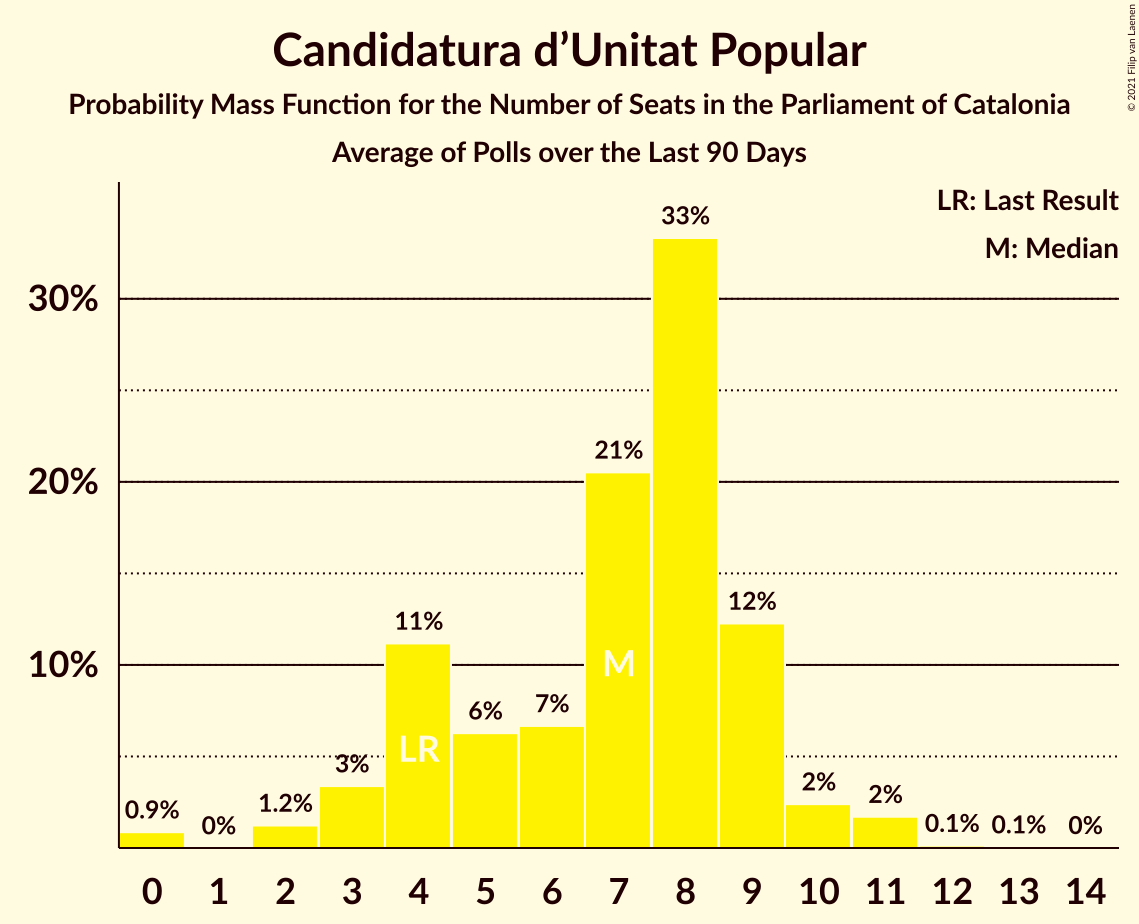 Candidatura d’Unitat Popular
Probability Mass Function for the Number of Seats in the Parliament of Catalonia
Average of Polls over the Last 90 Days
© 2021 Filip van Laenen
LR: Last Result
M: Median
30%
20%
10%
0.9%
0%
1.2%
3%
11%
6%
7%
21%
33%
12%
2%
2%
0.1%
0.1%
0%
LR
M
0 1 2 3 4 5 6 7 8 9 10 11 12 13 14